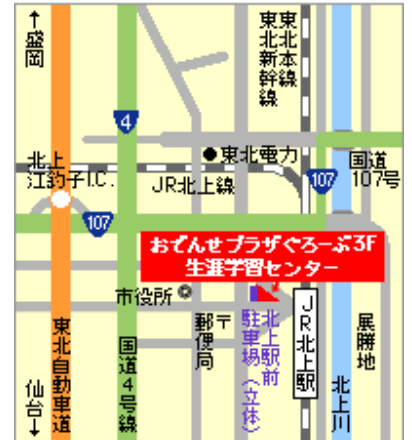 ↑盛岡
東北本線
東北新幹線
4
●東北電力
国道
107号
北上
江釣子I.C.
JR北上線
107
107
おでんせプラザぐろーぶ3F
生涯学習センター
市役所◎
〒
郵便局
北上駅前
駐車場(立体)
JR北上駅
展勝地
東北自動車道
国道4号線
北上川
仙台↓